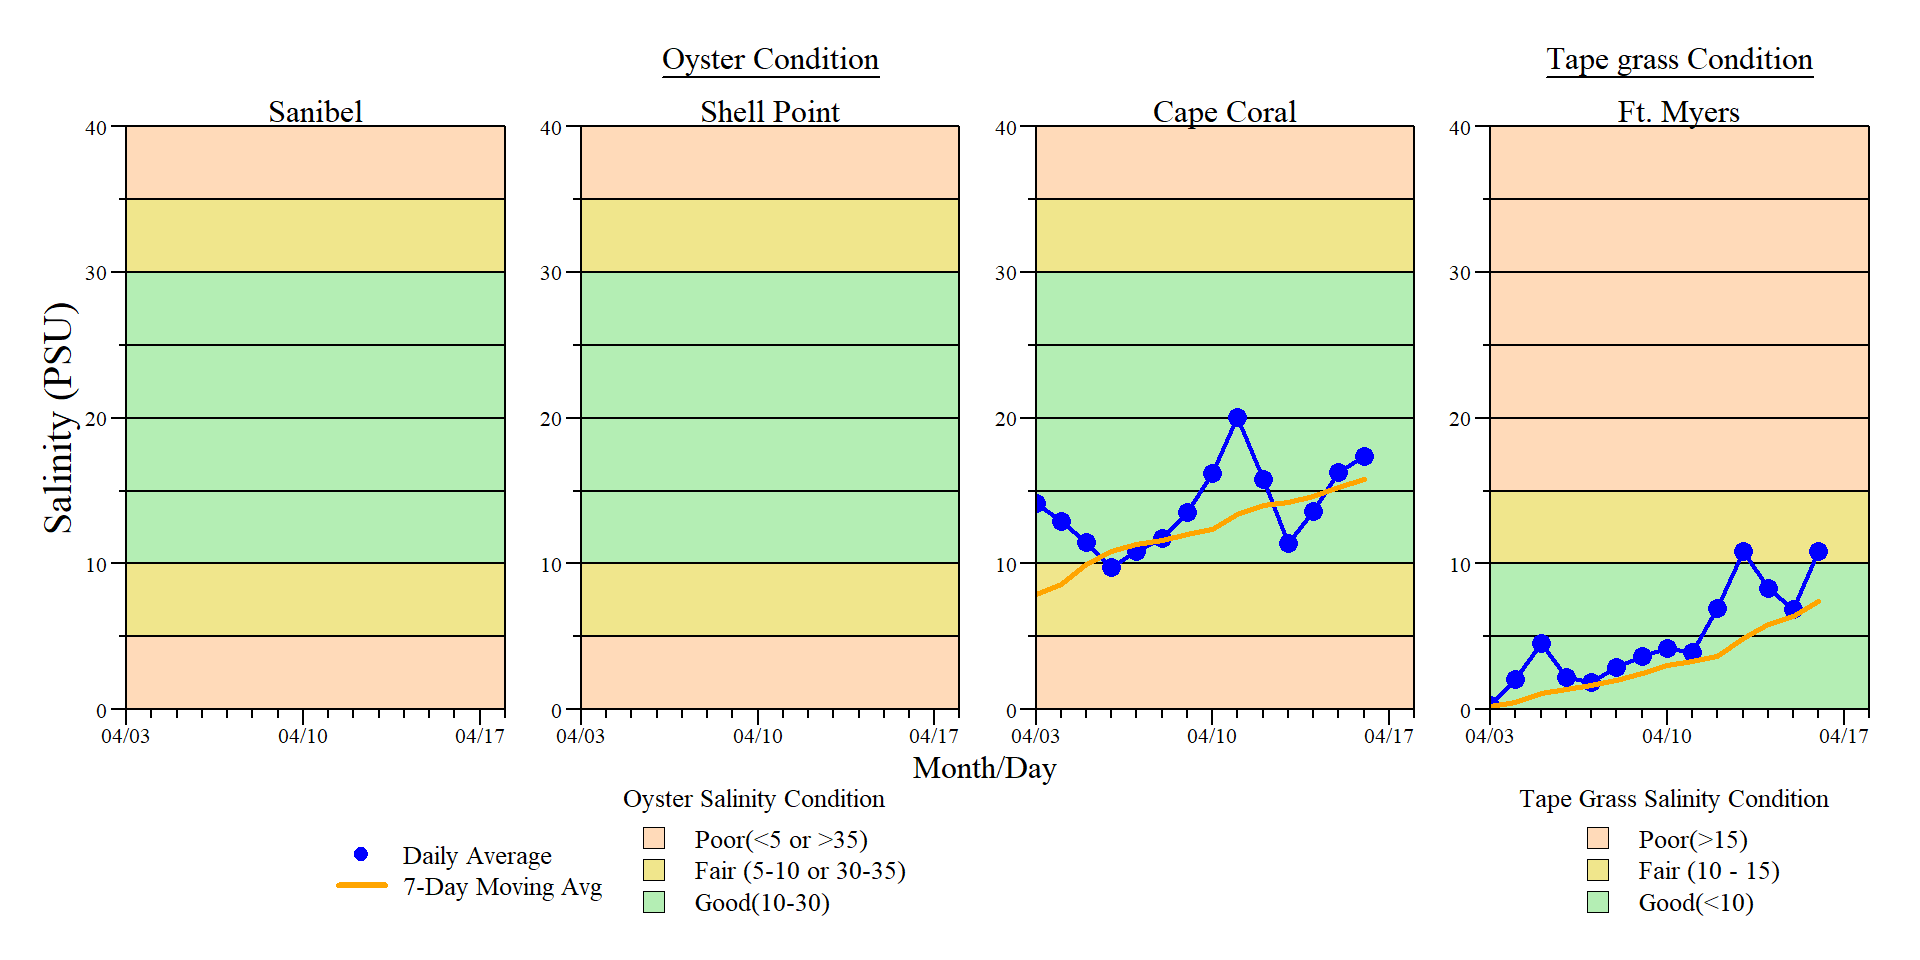 Oyster Condition
Tape grass Condition
Sanibel
Shell Point
Cape Coral
Ft. Myers
Salinity (PSU)
40
30
20
10
0
04/03
04/10
04/17
40
30
20
10
0
04/03
04/10
04/17
40
30
20
10
0
04/03
04/10
04/17
40
30
20
10
0
04/03
04/10
04/17
Month/Day
Daily Average
7-Day Moving Avg
Oyster Salinity Condition
Poor(<5 or >35)
Fair (5-10 or 30-35)
Good(10-30)
Tape Grass Salinity Condition
Poor(>15)
Fair (10 - 15)
Good(<10)